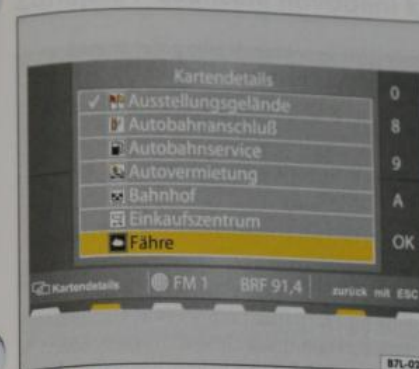 Kartendetails
Ausstellungsgelände
Autobahnanschluß
Autobahnservice
Autovermietung
Bahnhof
Einkaufszentrum
Fähre
0
8
9
A
OK
Kartendetails FM 1 BRF 91,4 zurück mit ESC